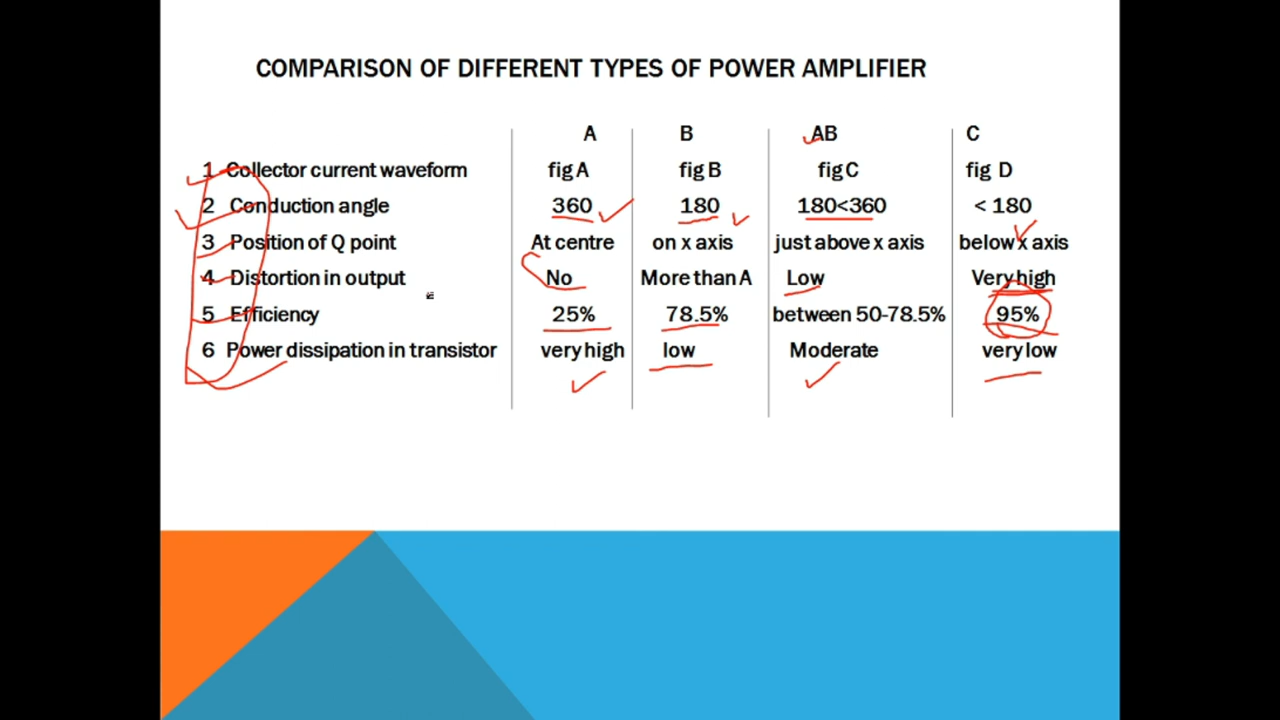 COMPARISON OF DIFFERENT TYPES OF POWER AMPLIFIER
A B AB C
1 Collector current waveform fig A fig B fig C fig D
2 Conduction angle 360 180 180<360 < 180
3 Position of Q point At centre on x axis just above x axis below x axis
4 Distortion in output No More than A Low Very high
5 Efficiency 25% 78.5% between 50-78.5% 95%
6 Power dissipation in transistor very high low Moderate very low